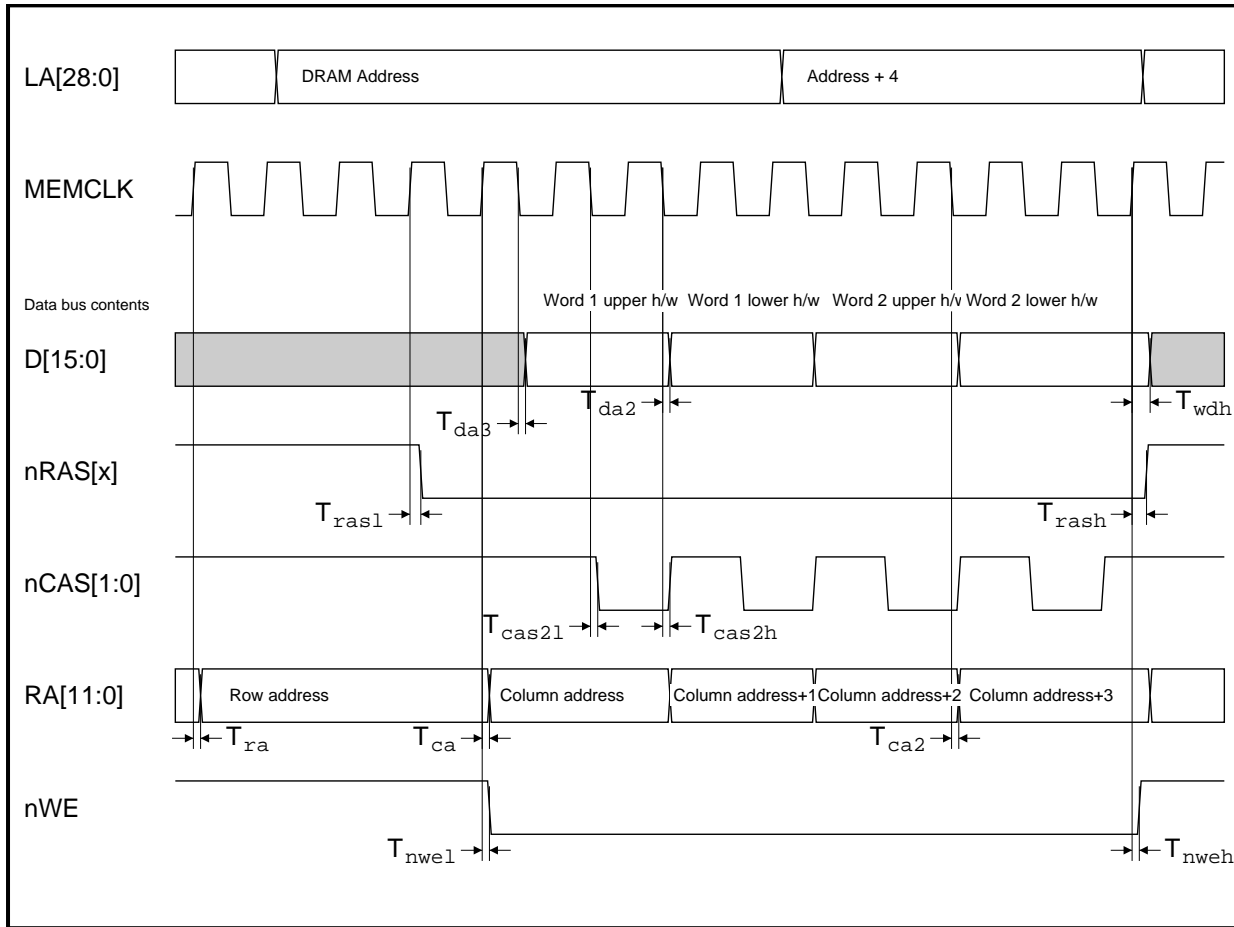 LA[28:0]
DRAM Address
Address + 4
MEMCLK
Data bus contents
Word 1 upper h/w
Word 1 lower h/w
Word 2 upper h/w
Word 2 lower h/w
D[15:0]
Tda3
Tda2
Twdh
nRAS[x]
Trasl
Trash
nCAS[1:0]
Tcas2l
Tcas2h
RA[11:0]
Row address
Column address
Column address+1
Column address+2
Column address+3
Tra
Tca
Tca2
nWE
Tnwel
Tnweh